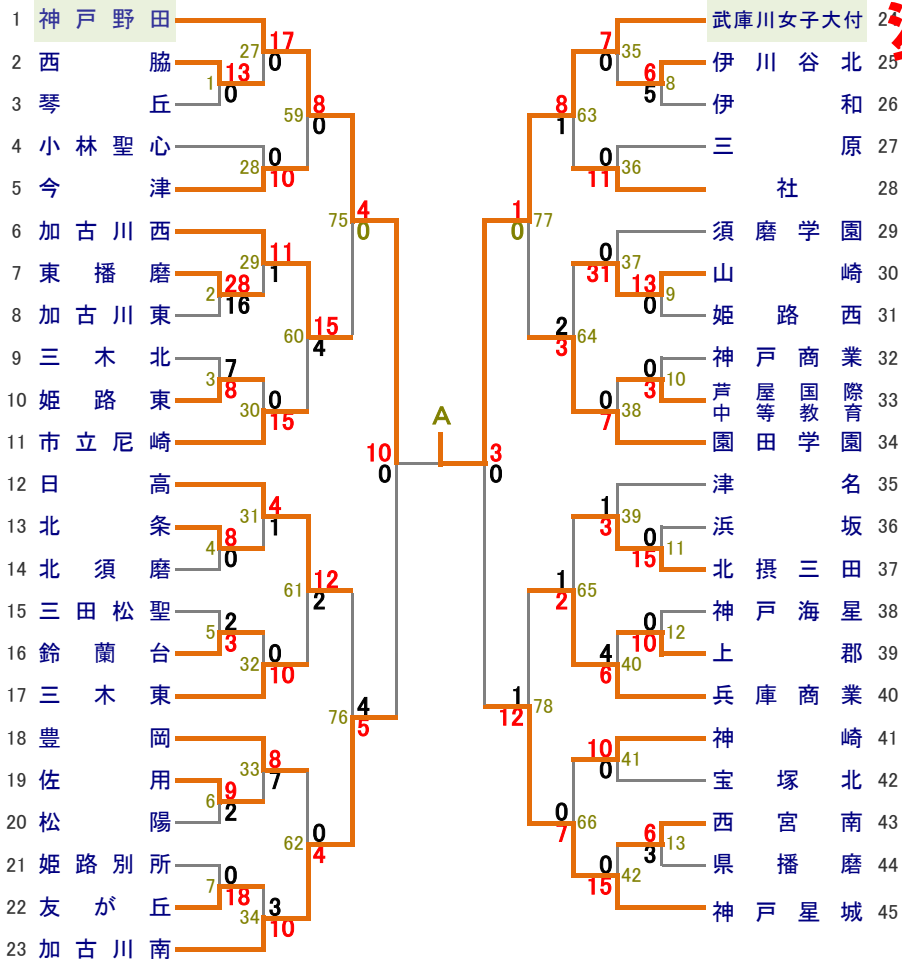 1 神戸野田
2 西脇
3 琴丘
4 小林聖心
5 今津
6 加古川西
7 東播磨
8 加古川東
9 三木北
10 姫路東
11 市立尼崎
12 日高
13 北条
14 北須磨
15 三田松聖
16 鈴蘭台
17 三木東
18 豊岡
19 佐用
20 松陽
21 姫路別所
22 友が丘
23 加古川南
1 13 0
2 28 16
3 7 8
4 8 0
5 2 3
6 9 2
7 0 18
27 17 0
28 0 10
29 11 1
30 0 15
31 4 1
32 0 10
33 8 7
34 3 10
59 8 0
60 15 4
61 12 2
62 0 4
75 4 0
76 4 5
10 0
A
3 0
1 0 77
1 12 78
8 1 63
2 3 64
1 2 65
0 7 66
7 0 35
0 11 36
0 31 37
0 7 38
1 3 39
4 6 40
10 0 41
0 15 42
6 5 8
13 0 9
0 3 10
0 15 11
0 10 12
6 3 13
武庫川女子大付 24
伊川谷北 25
伊和 26
三原 27
社 28
須磨学園 29
山崎 30
姫路西 31
神戸商業 32
芦屋国際
中等教育 33
園田学園 34
津名 35
浜坂 36
北摂三田 37
神戸海星 38
上郡 39
兵庫商業 40
神崎 41
宝塚北 42
西宮南 43
県播磨 44
神戸星城 45